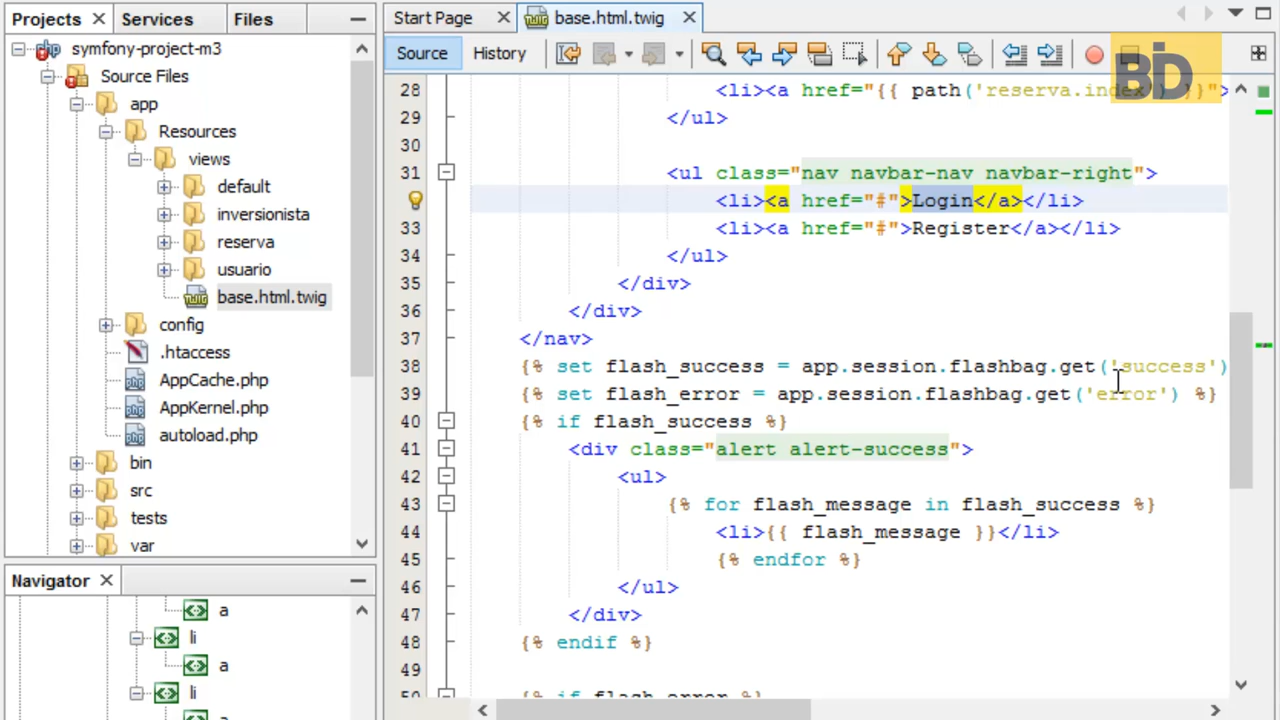 Projects
Services
Files
symfony-project-m3
Source Files
app
Resources
views
default
inversionista
reserva
usuario
base.html.twig
config
.htaccess
AppCache.php
AppKernel.php
autoload.php
bin
src
tests
var
Navigator
a
li
a
li
Start Page
base.html.twig
Source
History
BID
28 <li><a href="{{ path('reserva.index') }}">
29 </ul>
30
31 <ul class="nav navbar-nav navbar-right">
<li><a href="#">Login</a></li>
33 <li><a href="#">Register</a></li>
34 </ul>
35 </div>
36 </div>
37 </nav>
38 {% set flash_success = app.session.flashbag.get('success')
39 {% set flash_error = app.session.flashbag.get('error') %}
40 {% if flash_success %}
41 <div class="alert alert-success">
42 <ul>
43 {% for flash_message in flash_success %}
44 <li>{{ flash_message }}</li>
45 {% endfor %}
46 </ul>
47 </div>
48 {% endif %}
49
50 {% if flash_error %}